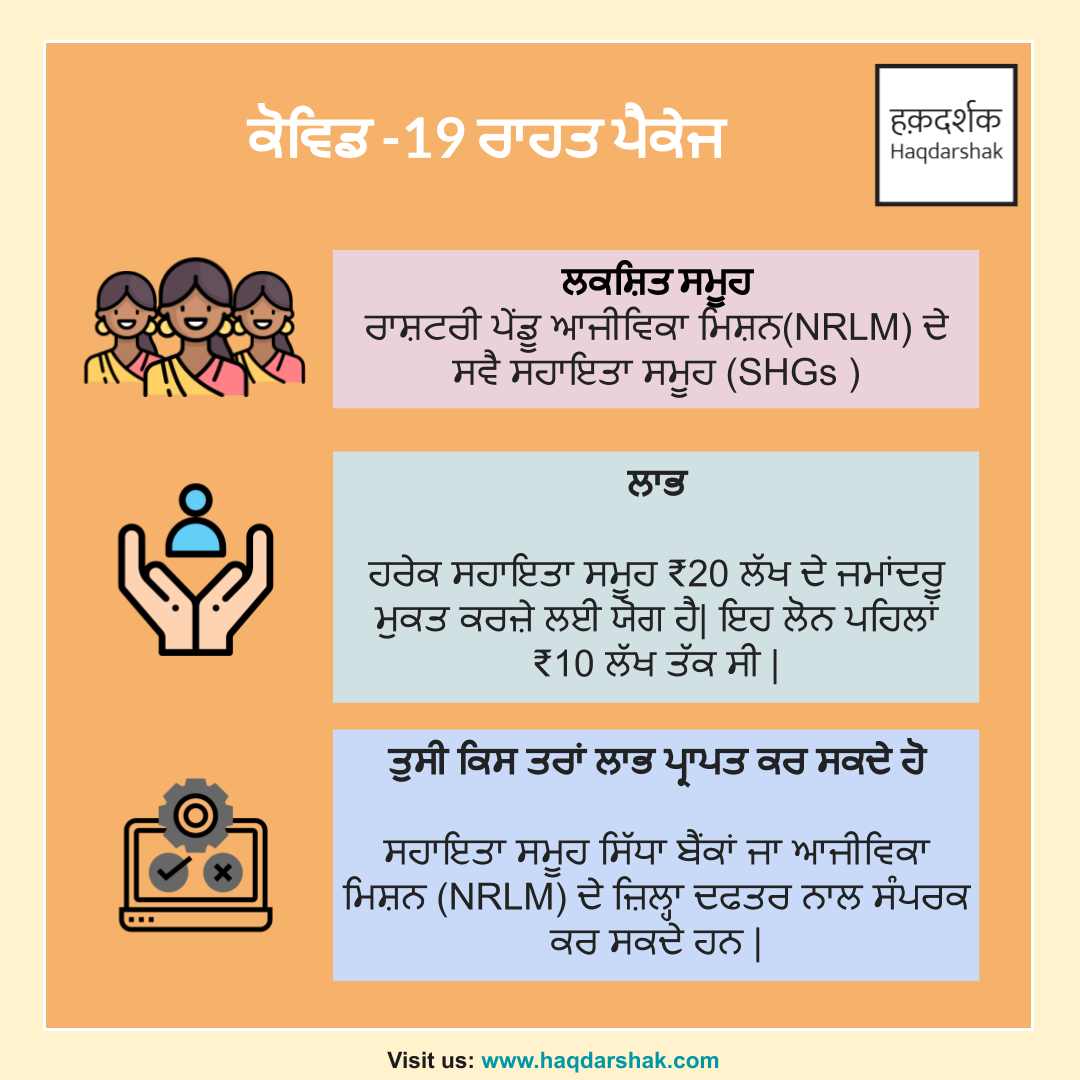 ਕੋਵਿਡ -19 ਰਾਹਤ ਪੈਕੇਜ
हक़दर्शक
Haqdarshak
ਲਕਸ਼ਿਤ ਸਮੂਹ
ਰਾਸ਼ਟਰੀ ਪੇਂਡੂ ਆਜੀਵਿਕਾ ਮਿਸ਼ਨ(NRLM) ਦੇ
ਸਵੈ ਸਹਾਇਤਾ ਸਮੂਹ (SHGs )
ਲਾਭ
ਹਰੇਕ ਸਹਾਇਤਾ ਸਮੂਹ ₹20 ਲੱਖ ਦੇ ਜਮਾਂਦਰੂ
ਮੁਕਤ ਕਰਜ਼ੇ ਲਈ ਯੋਗ ਹੈ| ਇਹ ਲੋਨ ਪਹਿਲਾਂ
₹10 ਲੱਖ ਤੱਕ ਸੀ |
ਤੁਸੀ ਕਿਸ ਤਰਾਂ ਲਾਭ ਪ੍ਰਾਪਤ ਕਰ ਸਕਦੇ ਹੋ
ਸਹਾਇਤਾ ਸਮੂਹ ਸਿੱਧਾ ਬੈਂਕਾਂ ਜਾ ਆਜੀਵਿਕਾ
ਮਿਸ਼ਨ (NRLM) ਦੇ ਜ਼ਿਲ੍ਹਾ ਦਫਤਰ ਨਾਲ ਸੰਪਰਕ
ਕਰ ਸਕਦੇ ਹਨ |
Visit us: www.haqdarshak.com